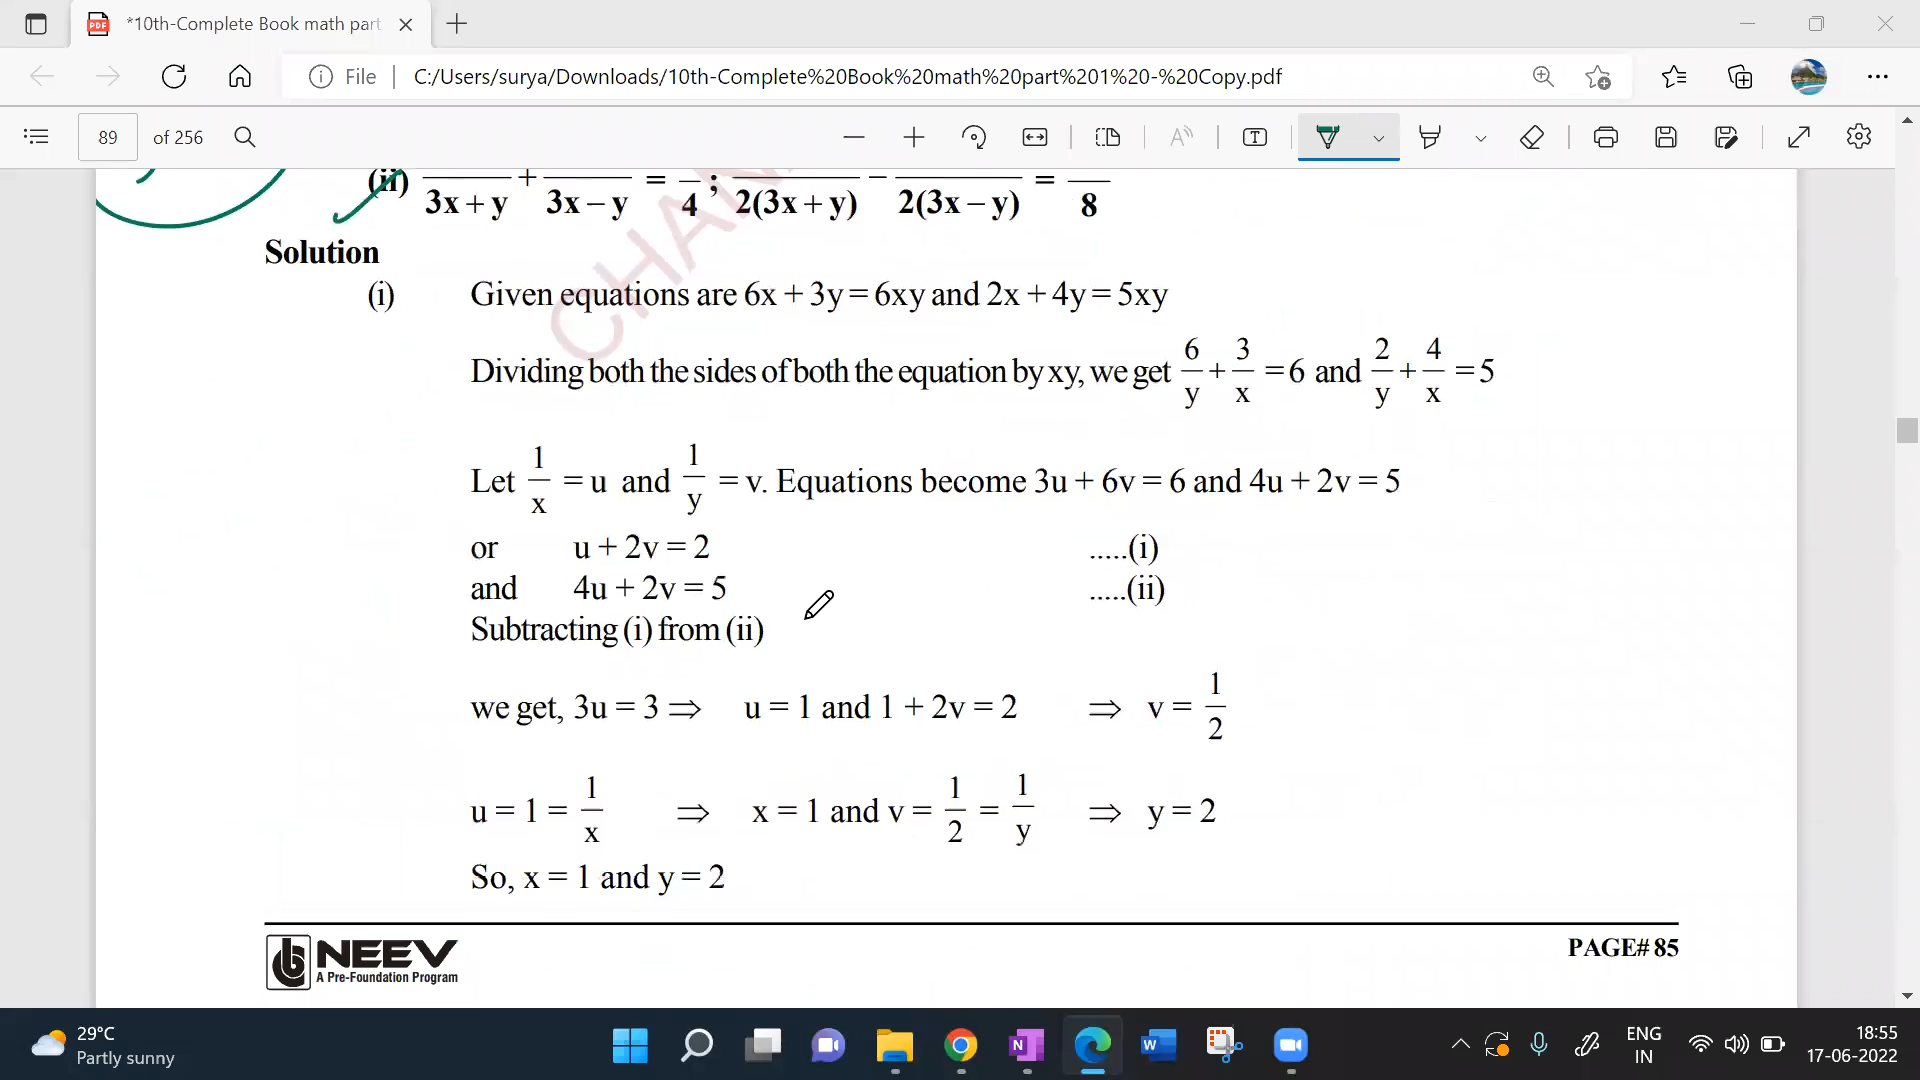 *10th-Complete Book math part
File | C:/Users/surya/Downloads/10th-Complete%20Book%20math%20part%201%20-%20Copy.pdf
89 of 256
(ii) 3x + y + 3x − y = 4 ; 2(3x + y) − 2(3x − y) = 8
CHAN
Solution
(i) Given equations are 6x + 3y = 6xy and 2x + 4y = 5xy
Dividing both the sides of both the equation by xy, we get 6/y + 3/x = 6 and 2/y + 4/x = 5
Let 1/x = u and 1/y = v. Equations become 3u + 6v = 6 and 4u + 2v = 5
or u + 2v = 2 .....(i)
and 4u + 2v = 5 .....(ii)
Subtracting (i) from (ii)
we get, 3u = 3 ⇒ u = 1 and 1 + 2v = 2 ⇒ v = 1/2
u = 1 = 1/x ⇒ x = 1 and v = 1/2 = 1/y ⇒ y = 2
So, x = 1 and y = 2
NEEV
A Pre-Foundation Program
PAGE# 85
29°C
Partly sunny
ENG
IN
18:55
17-06-2022